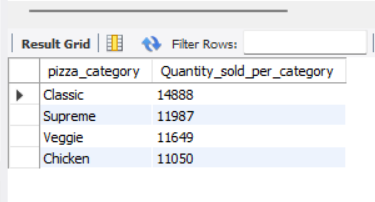 Result Grid Filter Rows:
pizza_category Quantity_sold_per_category
Classic 14888
Supreme 11987
Veggie 11649
Chicken 11050